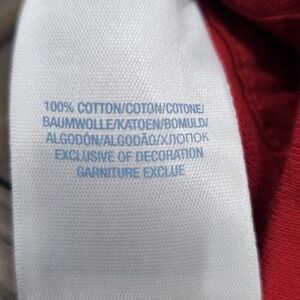 100% COTTON/COTON/COTONE/
BAUMWOLLE/KATOEN/BOMULD/
ALGODÓN/ALGODÃO/ХЛОПОК
EXCLUSIVE OF DECORATION
GARNITURE EXCLUE